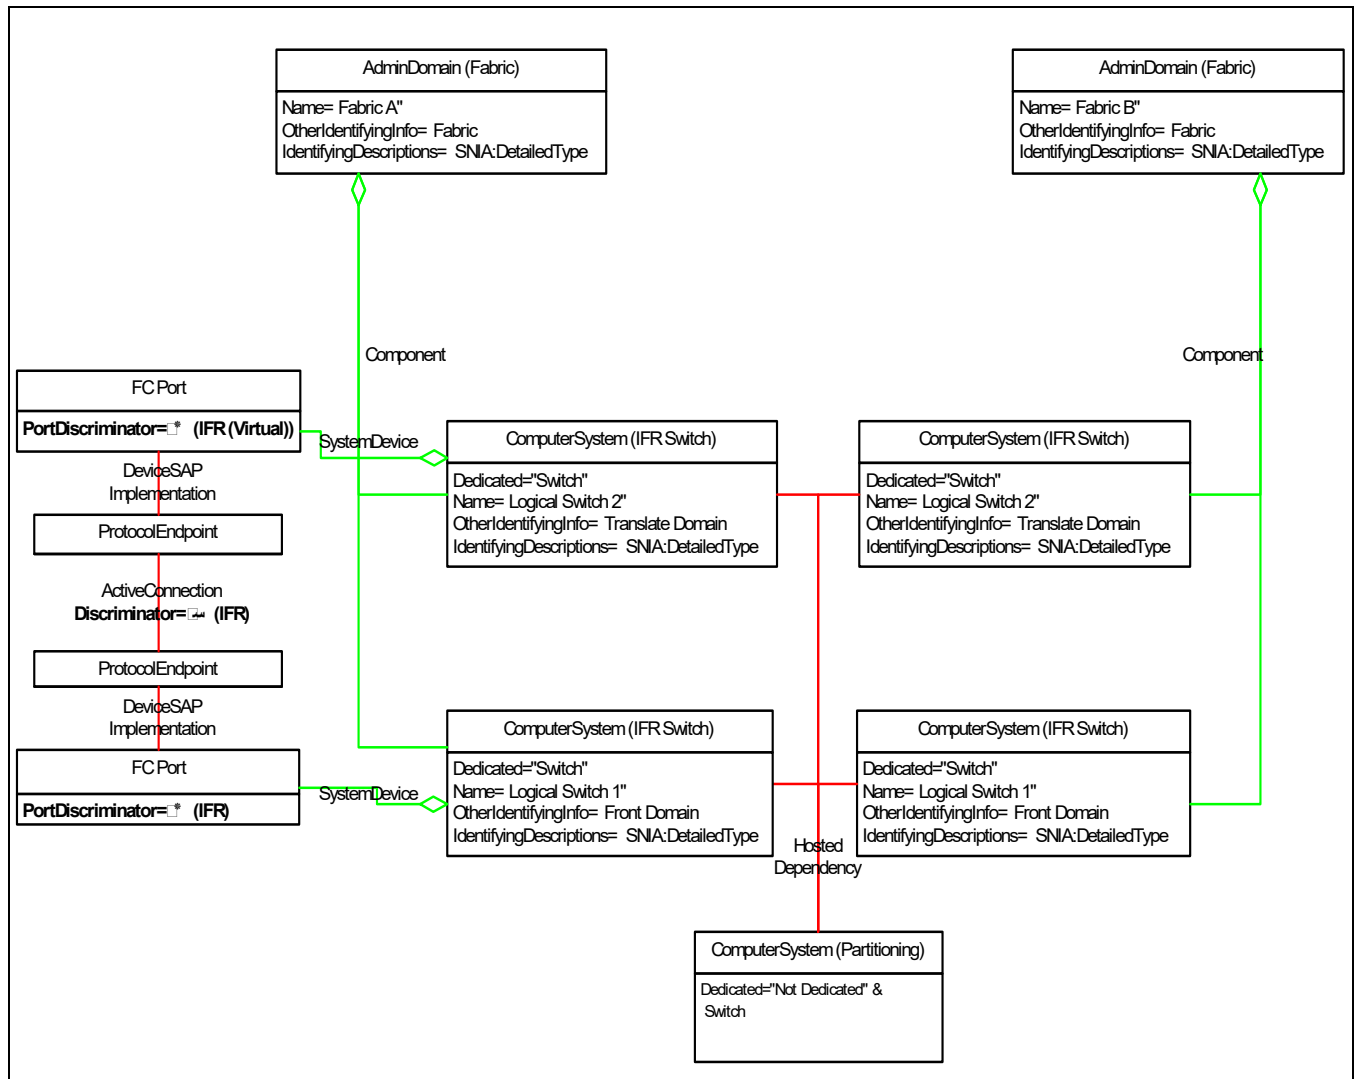 AdminDomain (Fabric)
Name= Fabric A"
OtherIdentifyingInfo= Fabric
IdentifyingDescriptions= SNIA:DetailedType
AdminDomain (Fabric)
Name= Fabric B"
OtherIdentifyingInfo= Fabric
IdentifyingDescriptions= SNIA:DetailedType
Component
Component
FC Port
PortDiscriminator= (IFR (Virtual))
SystemDevice
DeviceSAP
Implementation
ProtocolEndpoint
ActiveConnection
Discriminator= (IFR)
ProtocolEndpoint
DeviceSAP
Implementation
FC Port
PortDiscriminator= (IFR)
SystemDevice
ComputerSystem (IFR Switch)
Dedicated="Switch"
Name= Logical Switch 2"
OtherIdentifyingInfo= Translate Domain
IdentifyingDescriptions= SNIA:DetailedType
ComputerSystem (IFR Switch)
Dedicated="Switch"
Name= Logical Switch 2"
OtherIdentifyingInfo= Translate Domain
IdentifyingDescriptions= SNIA:DetailedType
ComputerSystem (IFR Switch)
Dedicated="Switch"
Name= Logical Switch 1"
OtherIdentifyingInfo= Front Domain
IdentifyingDescriptions= SNIA:DetailedType
ComputerSystem (IFR Switch)
Dedicated="Switch"
Name= Logical Switch 1"
OtherIdentifyingInfo= Front Domain
IdentifyingDescriptions= SNIA:DetailedType
Hosted
Dependency
ComputerSystem (Partitioning)
Dedicated="Not Dedicated" &
Switch